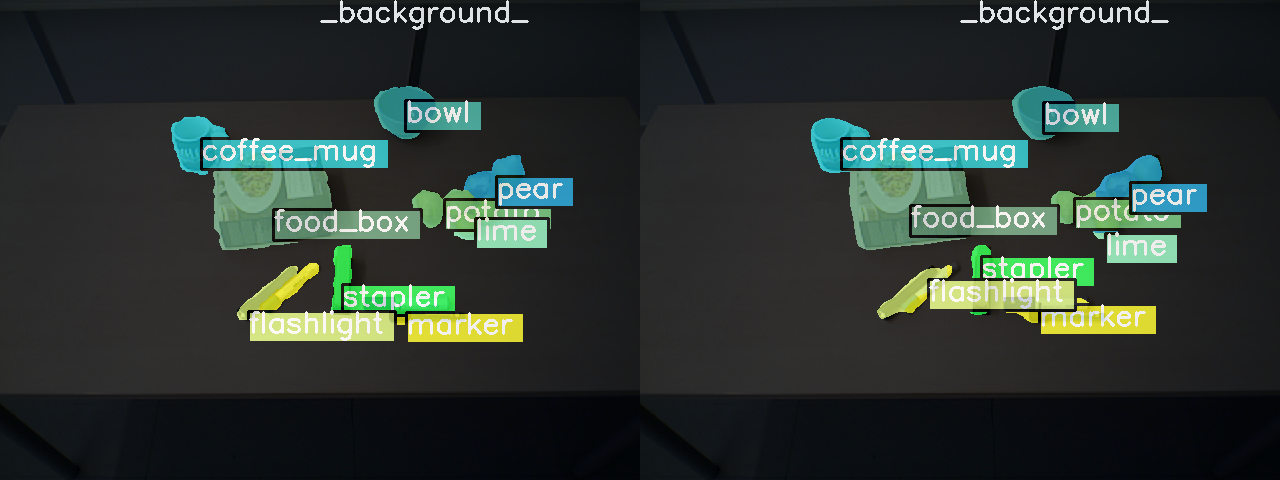 _background_
bowl
coffee_mug
pear
potato
food_box
lime
stapler
flashlight
marker
_background_
bowl
coffee_mug
pear
potato
food_box
lime
stapler
flashlight
marker